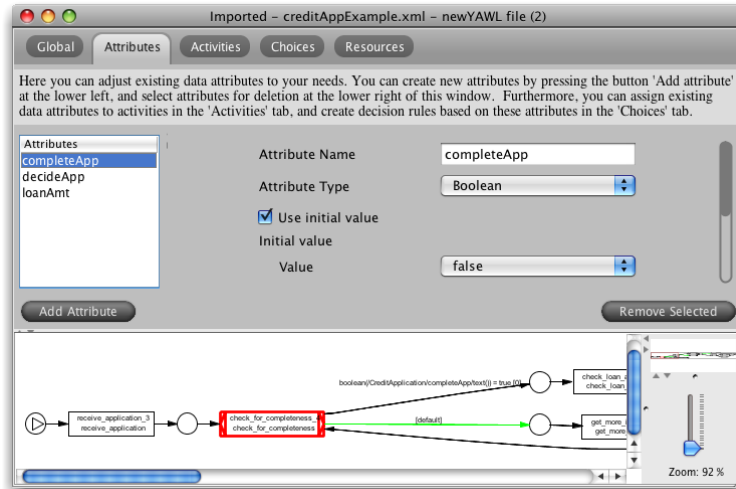 Imported – creditAppExample.xml – newYAWL file (2)
Global Attributes Activities Choices Resources
Here you can adjust existing data attributes to your needs. You can create new attributes by pressing the button 'Add attribute'
at the lower left, and select attributes for deletion at the lower right of this window. Furthermore, you can assign existing
data attributes to activities in the 'Activities' tab, and create decision rules based on these attributes in the 'Choices' tab.
Attributes
completeApp
decideApp
loanAmt
Attribute Name completeApp
Attribute Type Boolean
Use initial value
Initial value
Value false
Add Attribute Remove Selected
boolean(/CreditApplication/completeApp/text()) = true [0]
check_loan_a
check_loan_
receive_application_3
receive_application
check_for_completeness_
check_for_completeness
[default]
get_more_
get_more_
Zoom: 92 %